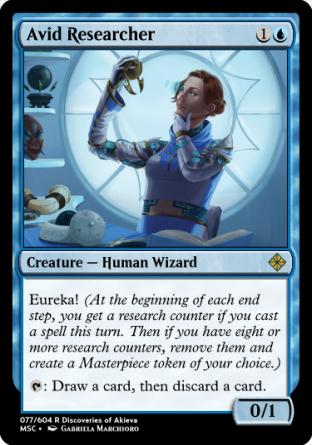 Avid Researcher 1
Creature — Human Wizard
Eureka! (At the beginning of each end
step, you get a research counter if you cast
a spell this turn. Then if you have eight or
more research counters, remove them and
create a Masterpiece token of your choice.)
: Draw a card, then discard a card.
0/1
077/604 R Discoveries of Akieva
MSC • Gabriela Marchioro